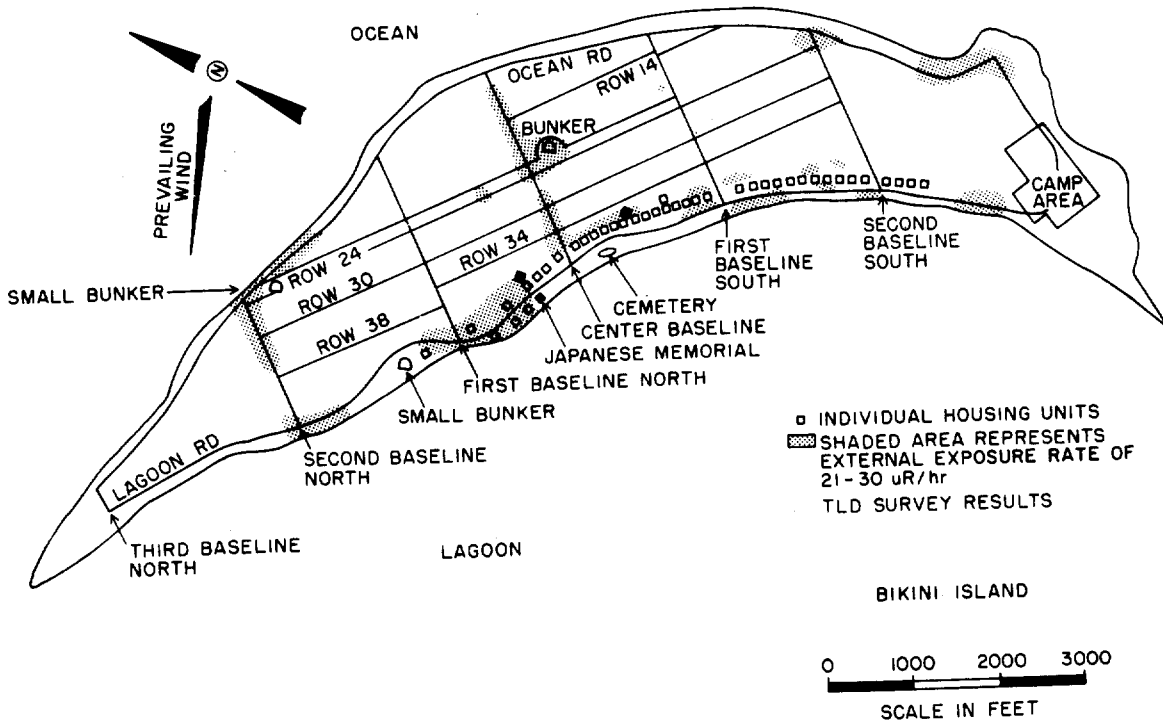 OCEAN
N
PREVAILING
WIND
OCEAN RD
ROW 14
BUNKER
CAMP
AREA
ROW 24
ROW 34
SECOND
BASELINE
SOUTH
FIRST
BASELINE
SOUTH
SMALL BUNKER
ROW 30
ROW 38
CEMETERY
CENTER BASELINE
JAPANESE MEMORIAL
FIRST BASELINE NORTH
SMALL BUNKER
LAGOON RD
SECOND BASELINE
NORTH
THIRD BASELINE
NORTH
LAGOON
INDIVIDUAL HOUSING UNITS
SHADED AREA REPRESENTS
EXTERNAL EXPOSURE RATE OF
21-30 uR/hr
TLD SURVEY RESULTS
BIKINI ISLAND
0 1000 2000 3000
SCALE IN FEET